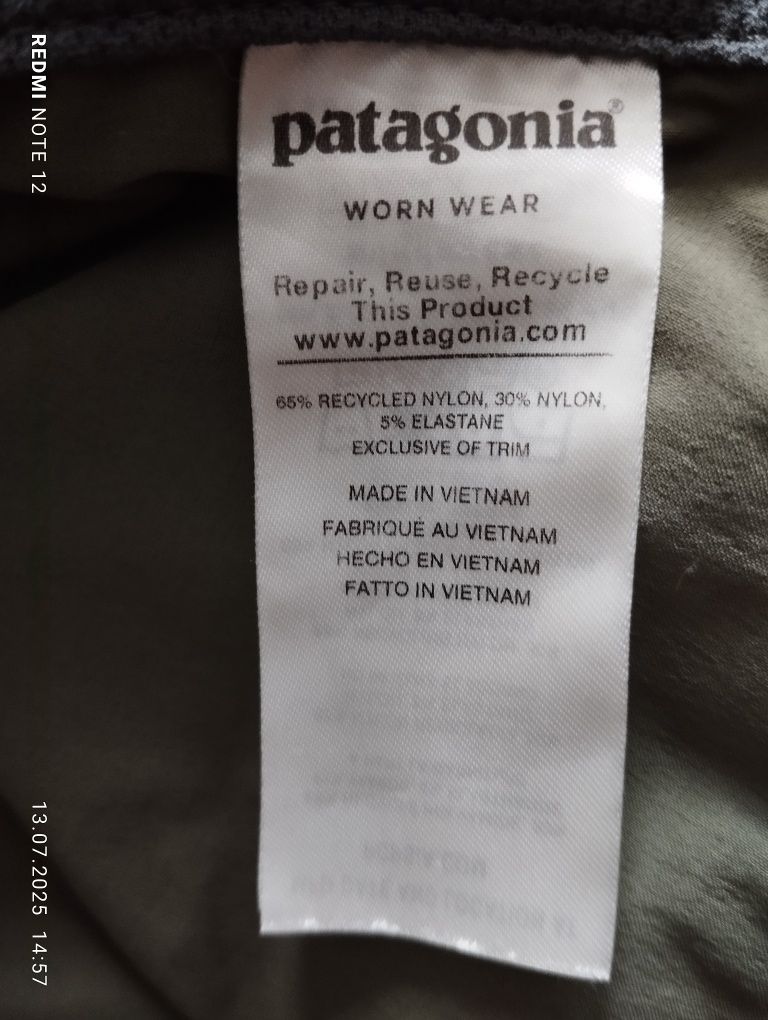 patagonia®
WORN WEAR
Repair, Reuse, Recycle
This Product
www.patagonia.com
65% RECYCLED NYLON, 30% NYLON,
5% ELASTANE
EXCLUSIVE OF TRIM
MADE IN VIETNAM
FABRIQUÉ AU VIETNAM
HECHO EN VIETNAM
FATTO IN VIETNAM
REDMI NOTE 12
13.07.2025 14:57